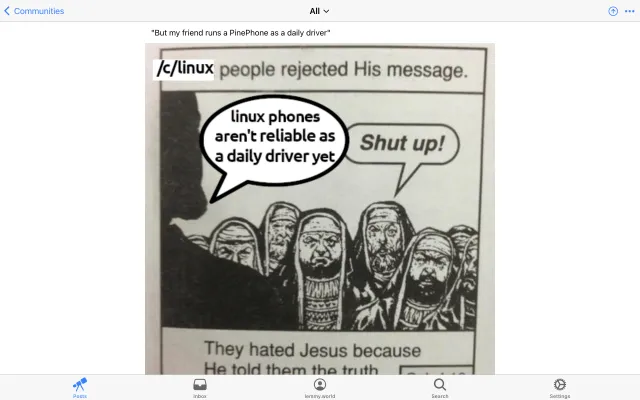 Communities
All
"But my friend runs a PinePhone as a daily driver"
/c/linux people rejected His message.
linux phones
aren't reliable as
a daily driver yet
Shut up!
They hated Jesus because
He told them the truth
Posts
Inbox
lemmy.world
Search
Settings